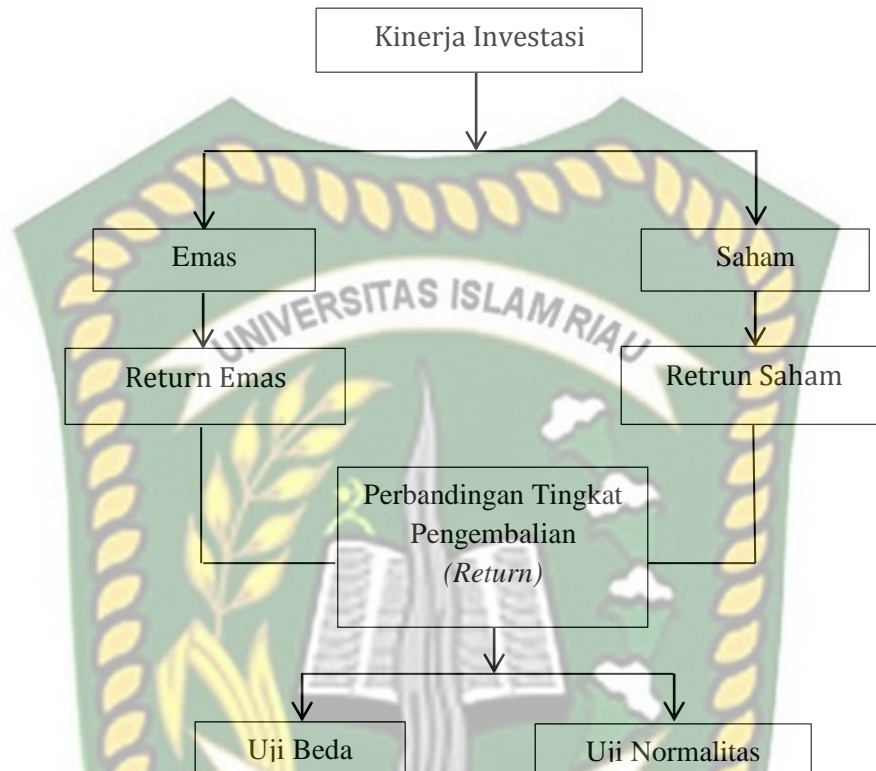 Kinerja Investasi
Emas
Saham
UNIVERSITAS ISLAM RIAU
Return Emas
Retrun Saham
Perbandingan Tingkat
Pengembalian
(Return)
Uji Beda
Uji Normalitas